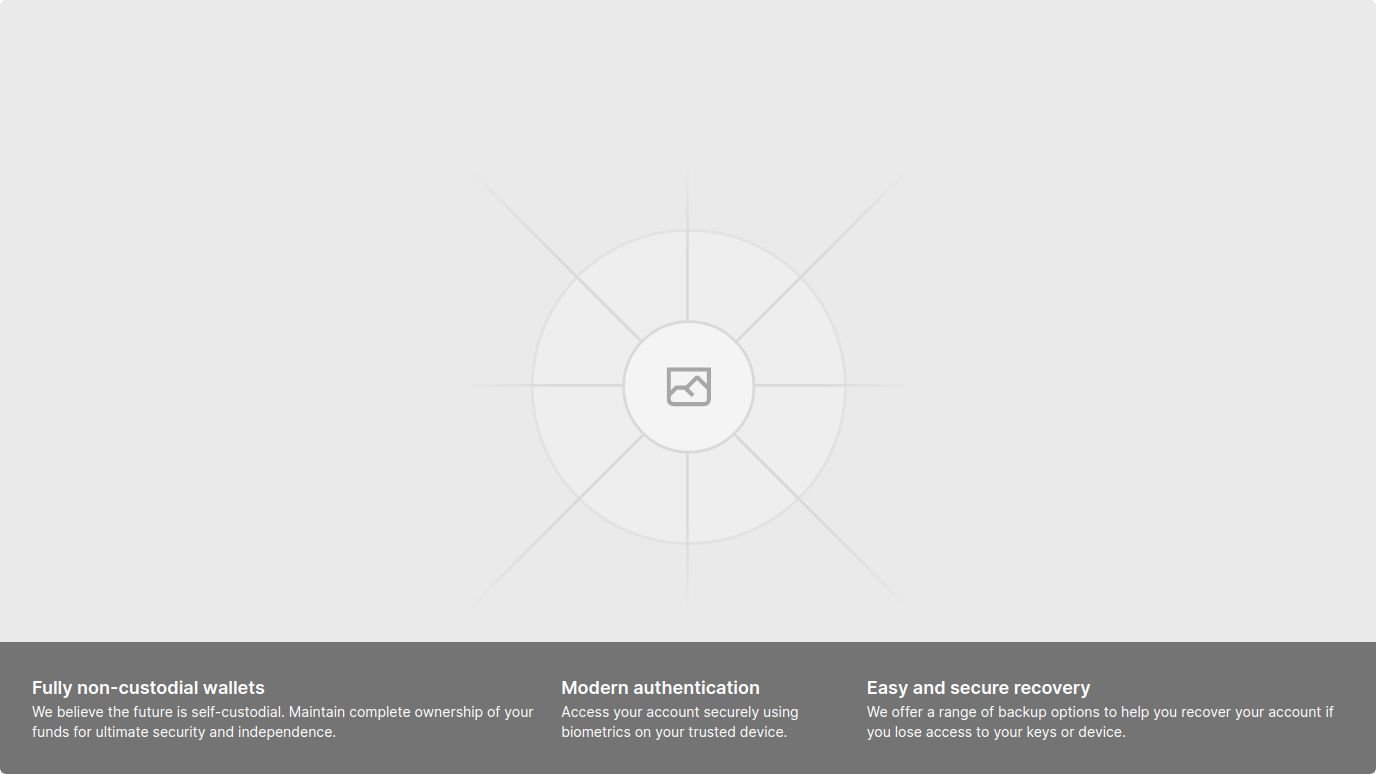 Fully non-custodial wallets
We believe the future is self-custodial. Maintain complete ownership of your
funds for ultimate security and independence.
Modern authentication
Access your account securely using
biometrics on your trusted device.
Easy and secure recovery
We offer a range of backup options to help you recover your account if
you lose access to your keys or device.